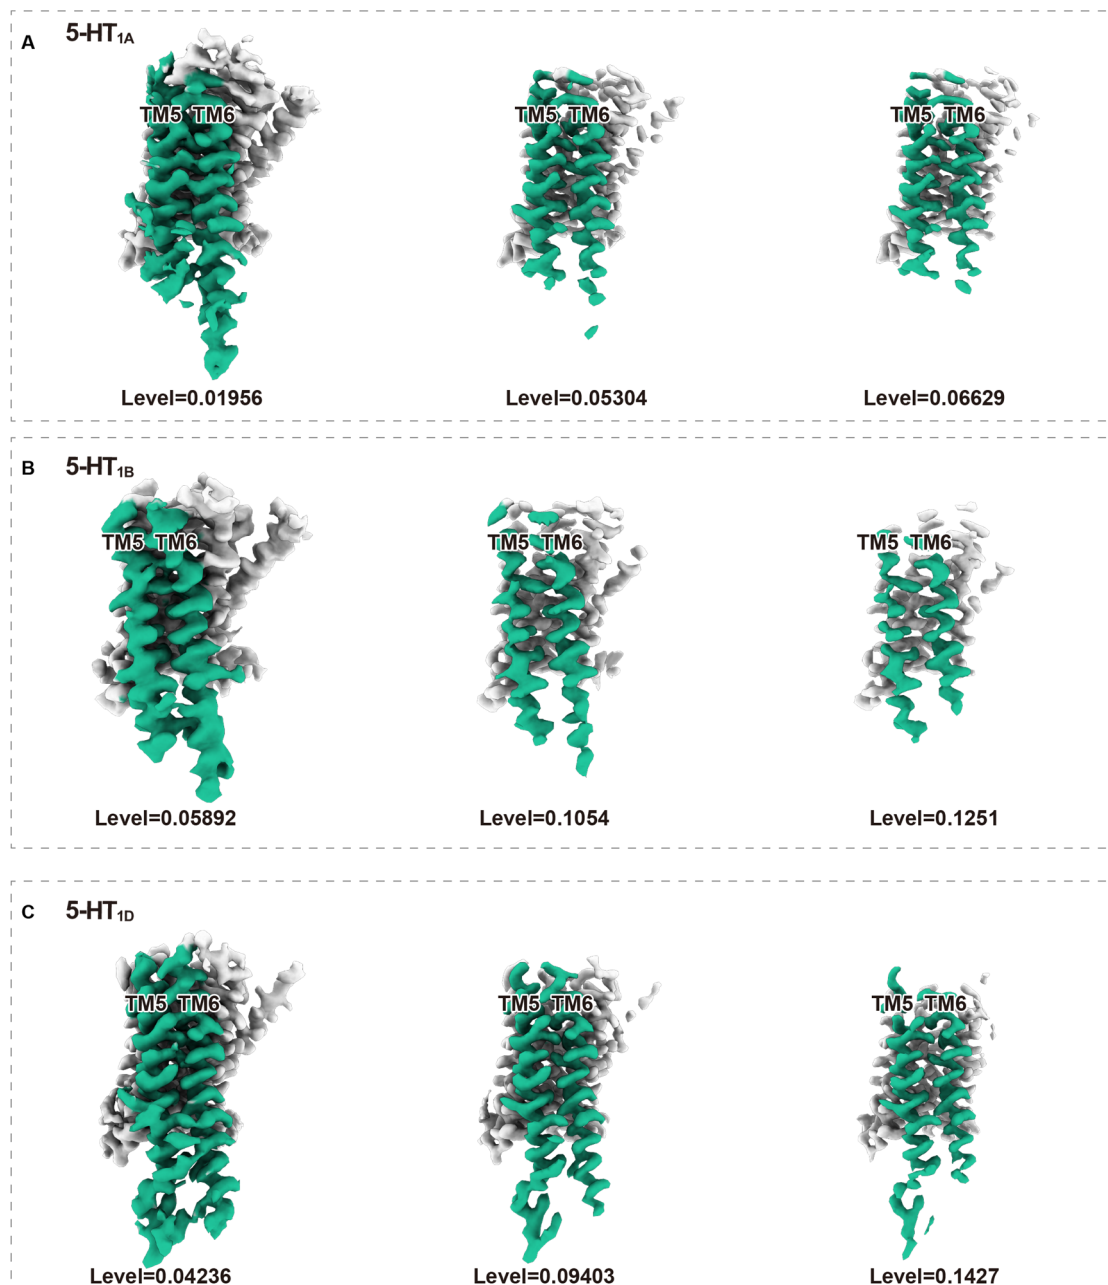 A 5-HT1A
TM5 TM6 TM5 TM6 TM5 TM6
Level=0.01956 Level=0.05304 Level=0.06629
B 5-HT1B
TM5 TM6 TM5 TM6 TM5 TM6
Level=0.05892 Level=0.1054 Level=0.1251
C 5-HT1D
TM5 TM6 TM5 TM6 TM5 TM6
Level=0.04236 Level=0.09403 Level=0.1427